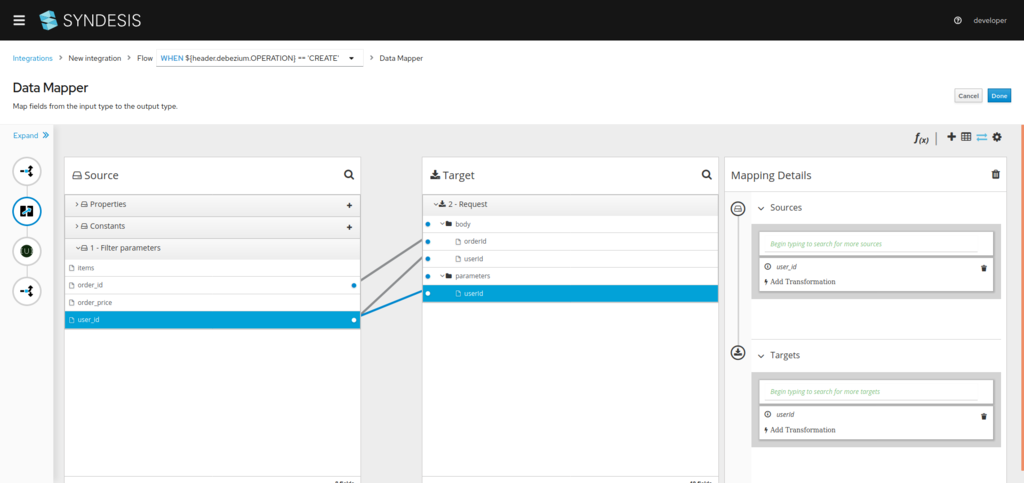 SYNDESIS
developer
Integrations > New integration > Flow WHEN ${header.debezium.OPERATION} == 'CREATE' > Data Mapper
Data Mapper
Map fields from the input type to the output type.
Cancel
Done
Expand
f(x)
Source
Properties
Constants
1 - Filter parameters
items
order_id
order_price
user_id
Target
2 - Request
body
orderId
userId
parameters
userId
Mapping Details
Sources
Begin typing to search for more sources
user_id
Add Transformation
Targets
Begin typing to search for more targets
userId
Add Transformation